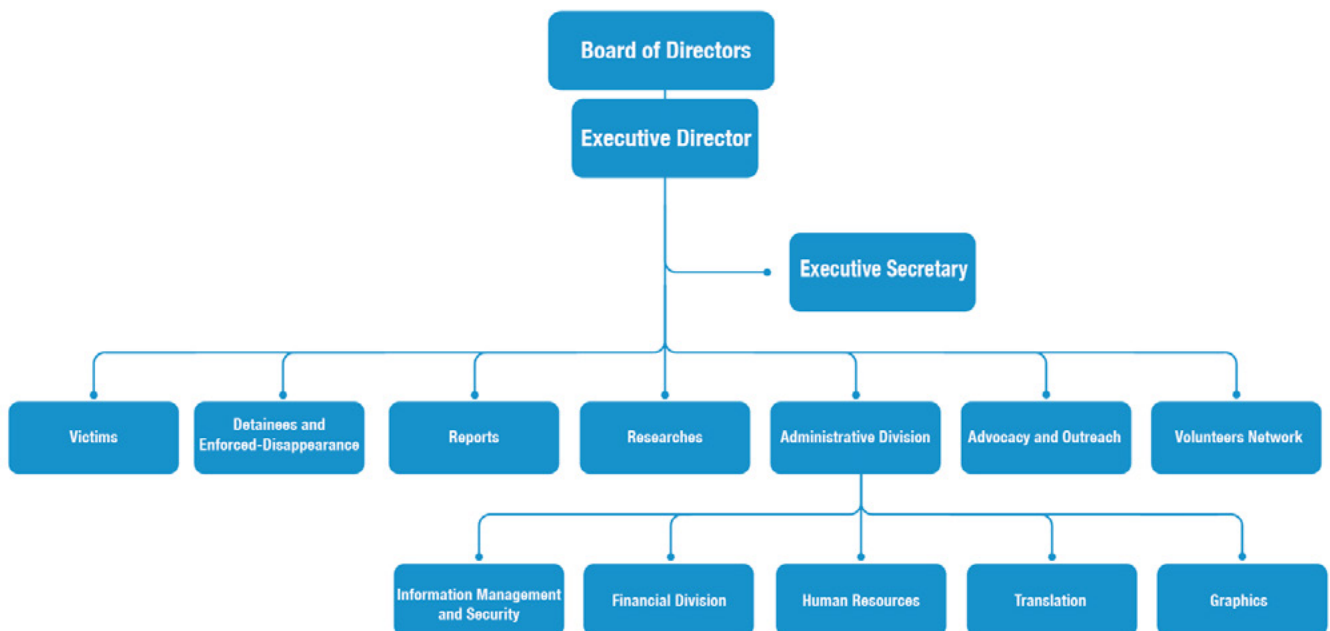 Board of Directors
Executive Director
Executive Secretary
Victims
Detainees and
Enforced-Disappearance
Reports
Researches
Administrative Division
Advocacy and Outreach
Volunteers Network
Information Management
and Security
Financial Division
Human Resources
Translation
Graphics